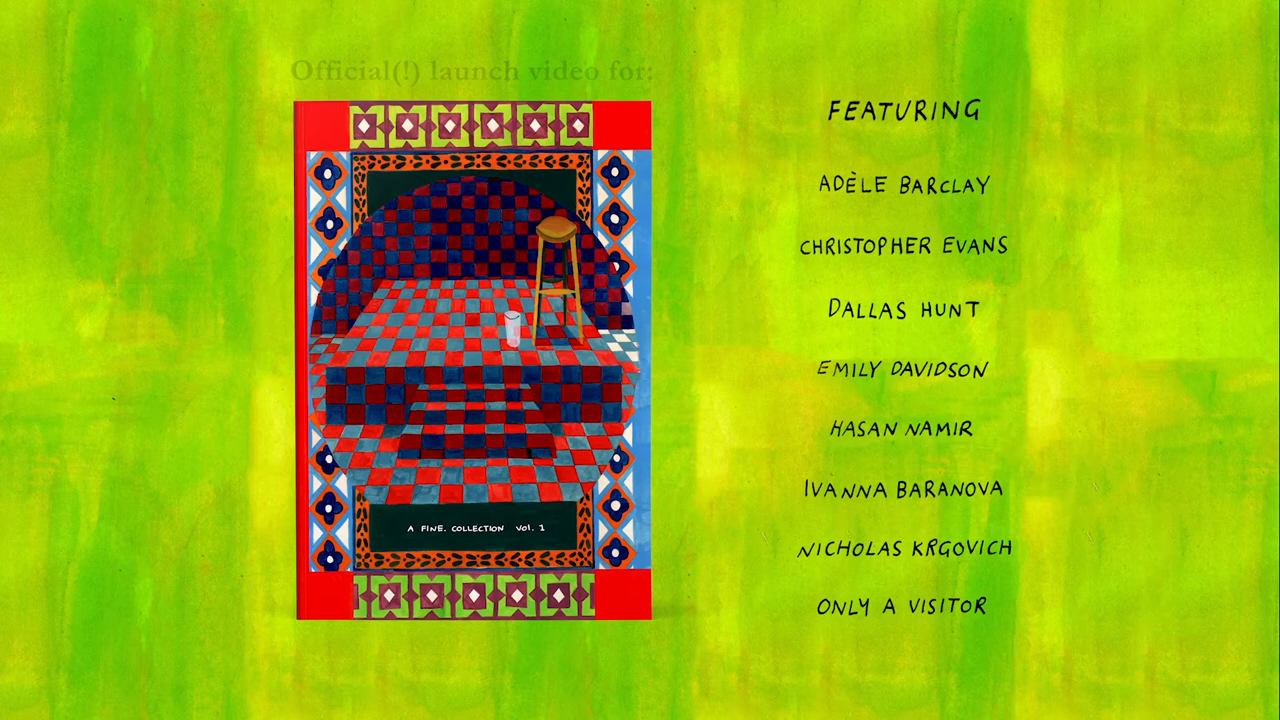 Official(!) launch video for:
A FINE. COLLECTION VOL. 1
FEATURING
ADÈLE BARCLAY
CHRISTOPHER EVANS
DALLAS HUNT
EMILY DAVIDSON
HASAN NAMIR
IVANNA BARANOVA
NICHOLAS KRGOVICH
ONLY A VISITOR